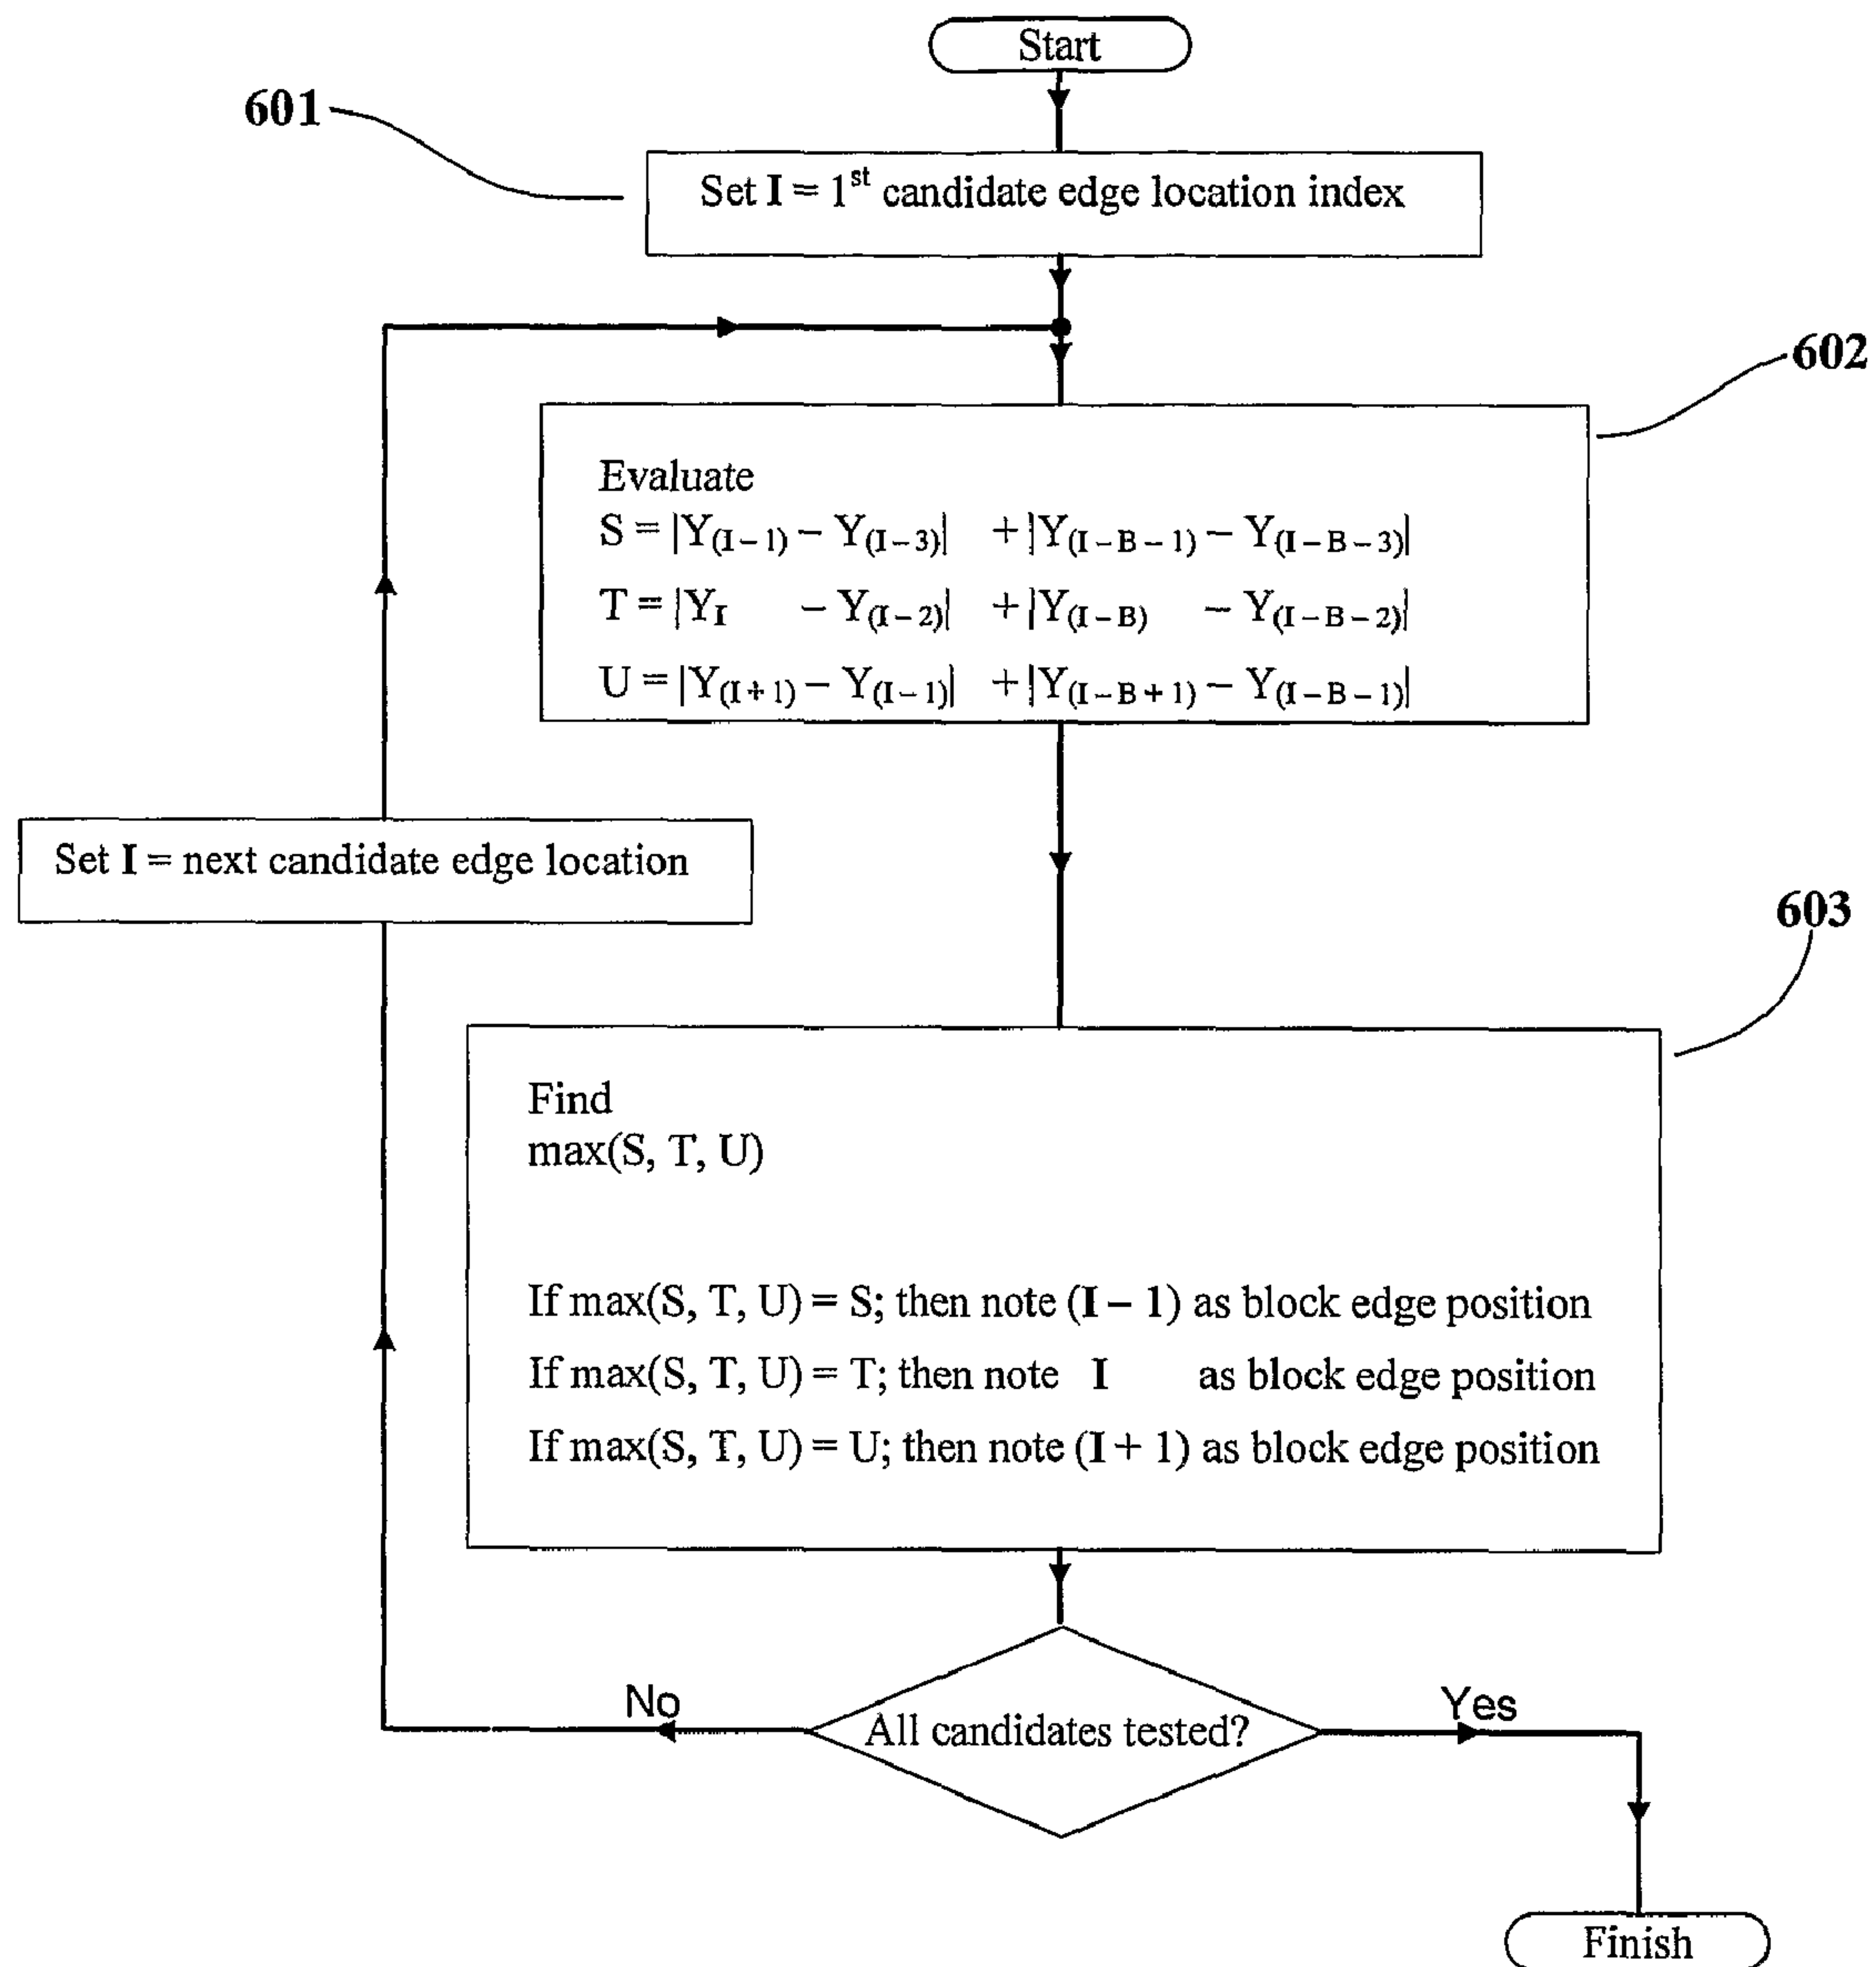 Start
601
Set I = 1st candidate edge location index
602
Evaluate
S = |Y(I – 1) – Y(I – 3)| + |Y(I – B – 1) – Y(I – B – 3)|
T = |YI – Y(I – 2)| + |Y(I – B) – Y(I – B – 2)|
U = |Y(I + 1) – Y(I – 1)| + |Y(I – B + 1) – Y(I – B – 1)|
Set I = next candidate edge location
603
Find
max(S, T, U)
If max(S, T, U) = S; then note (I – 1) as block edge position
If max(S, T, U) = T; then note I as block edge position
If max(S, T, U) = U; then note (I + 1) as block edge position
No
All candidates tested?
Yes
Finish